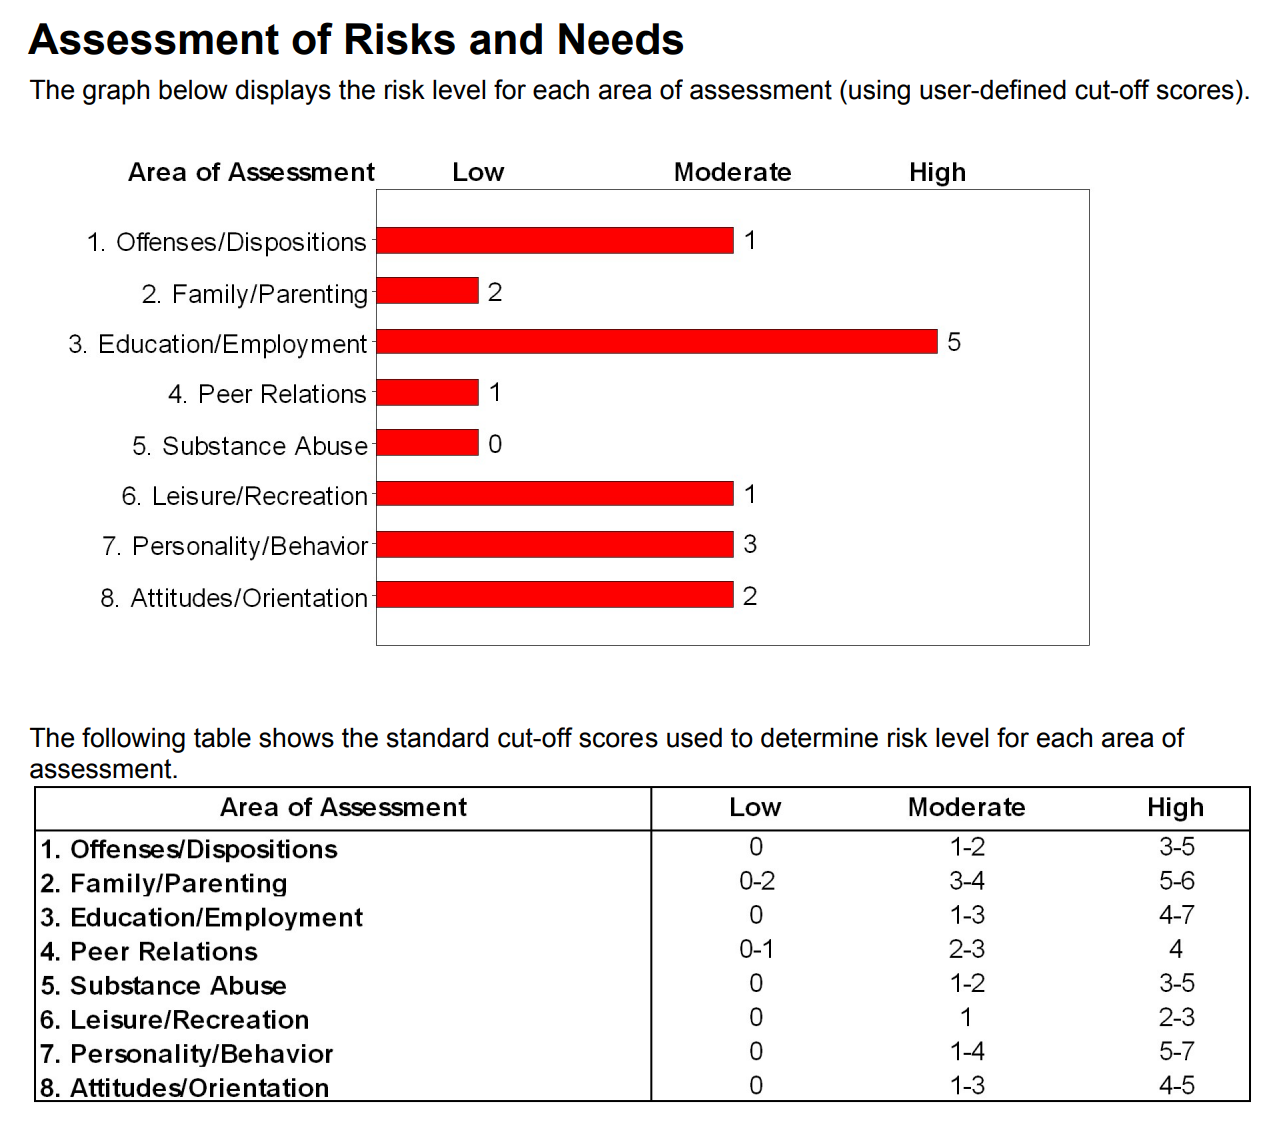 Assessment of Risks and Needs
The graph below displays the risk level for each area of assessment (using user-defined cut-off scores).
Area of Assessment Low Moderate High
1. Offenses/Dispositions 1
2. Family/Parenting 2
3. Education/Employment 5
4. Peer Relations 1
5. Substance Abuse 0
6. Leisure/Recreation 1
7. Personality/Behavior 3
8. Attitudes/Orientation 2
The following table shows the standard cut-off scores used to determine risk level for each area of
assessment.
Area of Assessment Low Moderate High
1. Offenses/Dispositions 0 1-2 3-5
2. Family/Parenting 0-2 3-4 5-6
3. Education/Employment 0 1-3 4-7
4. Peer Relations 0-1 2-3 4
5. Substance Abuse 0 1-2 3-5
6. Leisure/Recreation 0 1 2-3
7. Personality/Behavior 0 1-4 5-7
8. Attitudes/Orientation 0 1-3 4-5